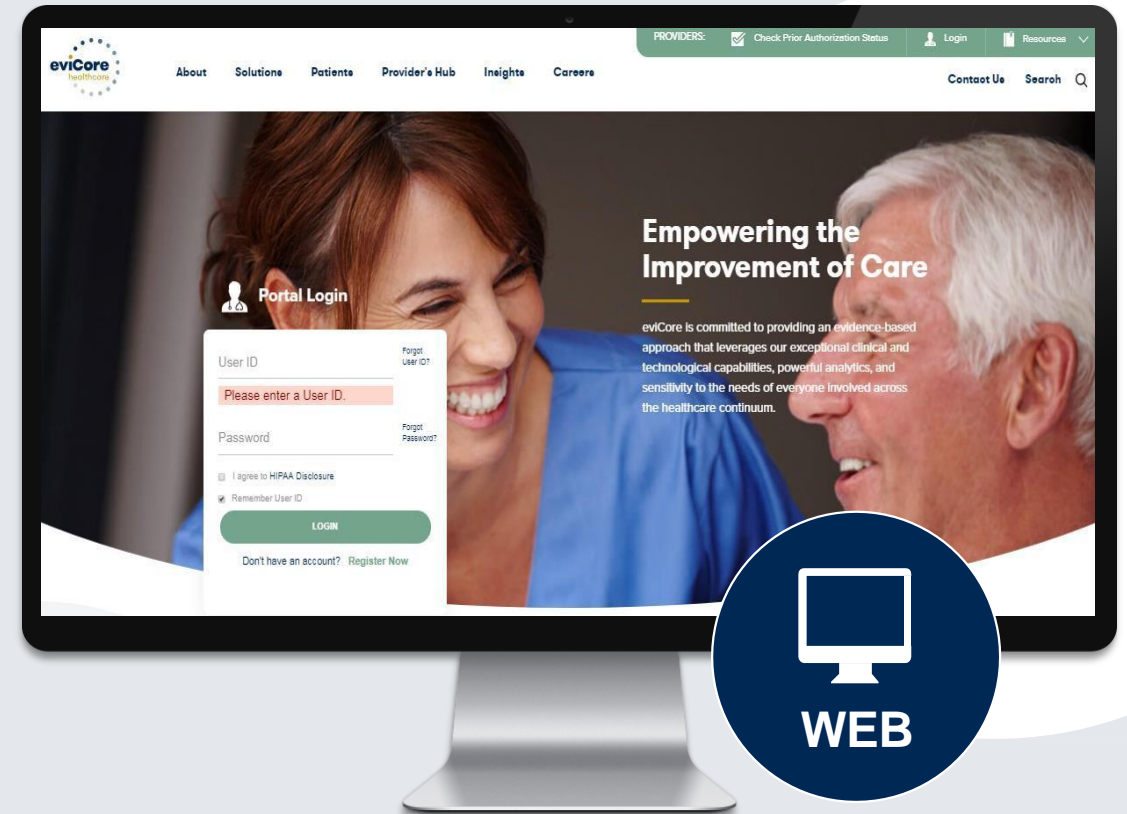 PROVIDERS: Check Prior Authorization Status Login Resources
eviCore
healthcare
About Solutions Patients Provider's Hub Insights Careers
Contact Us Search
Empowering the
Improvement of Care
eviCore is committed to providing an evidence-based
approach that leverages our exceptional clinical and
technological capabilities, powerful analytics, and
sensitivity to the needs of everyone involved across
the healthcare continuum.
Portal Login
User ID
Forgot
User ID?
Please enter a User ID.
Password
Forgot
Password?
I agree to HIPAA Disclosure
Remember User ID
LOGIN
Don't have an account? Register Now
WEB